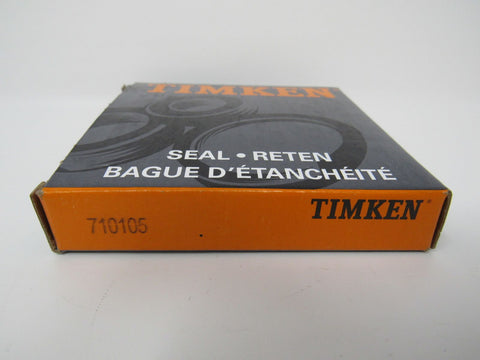 TIMKEN
SEAL • RETEN
BAGUE D'ÉTANCHÉITÉ
TIMKEN
710105